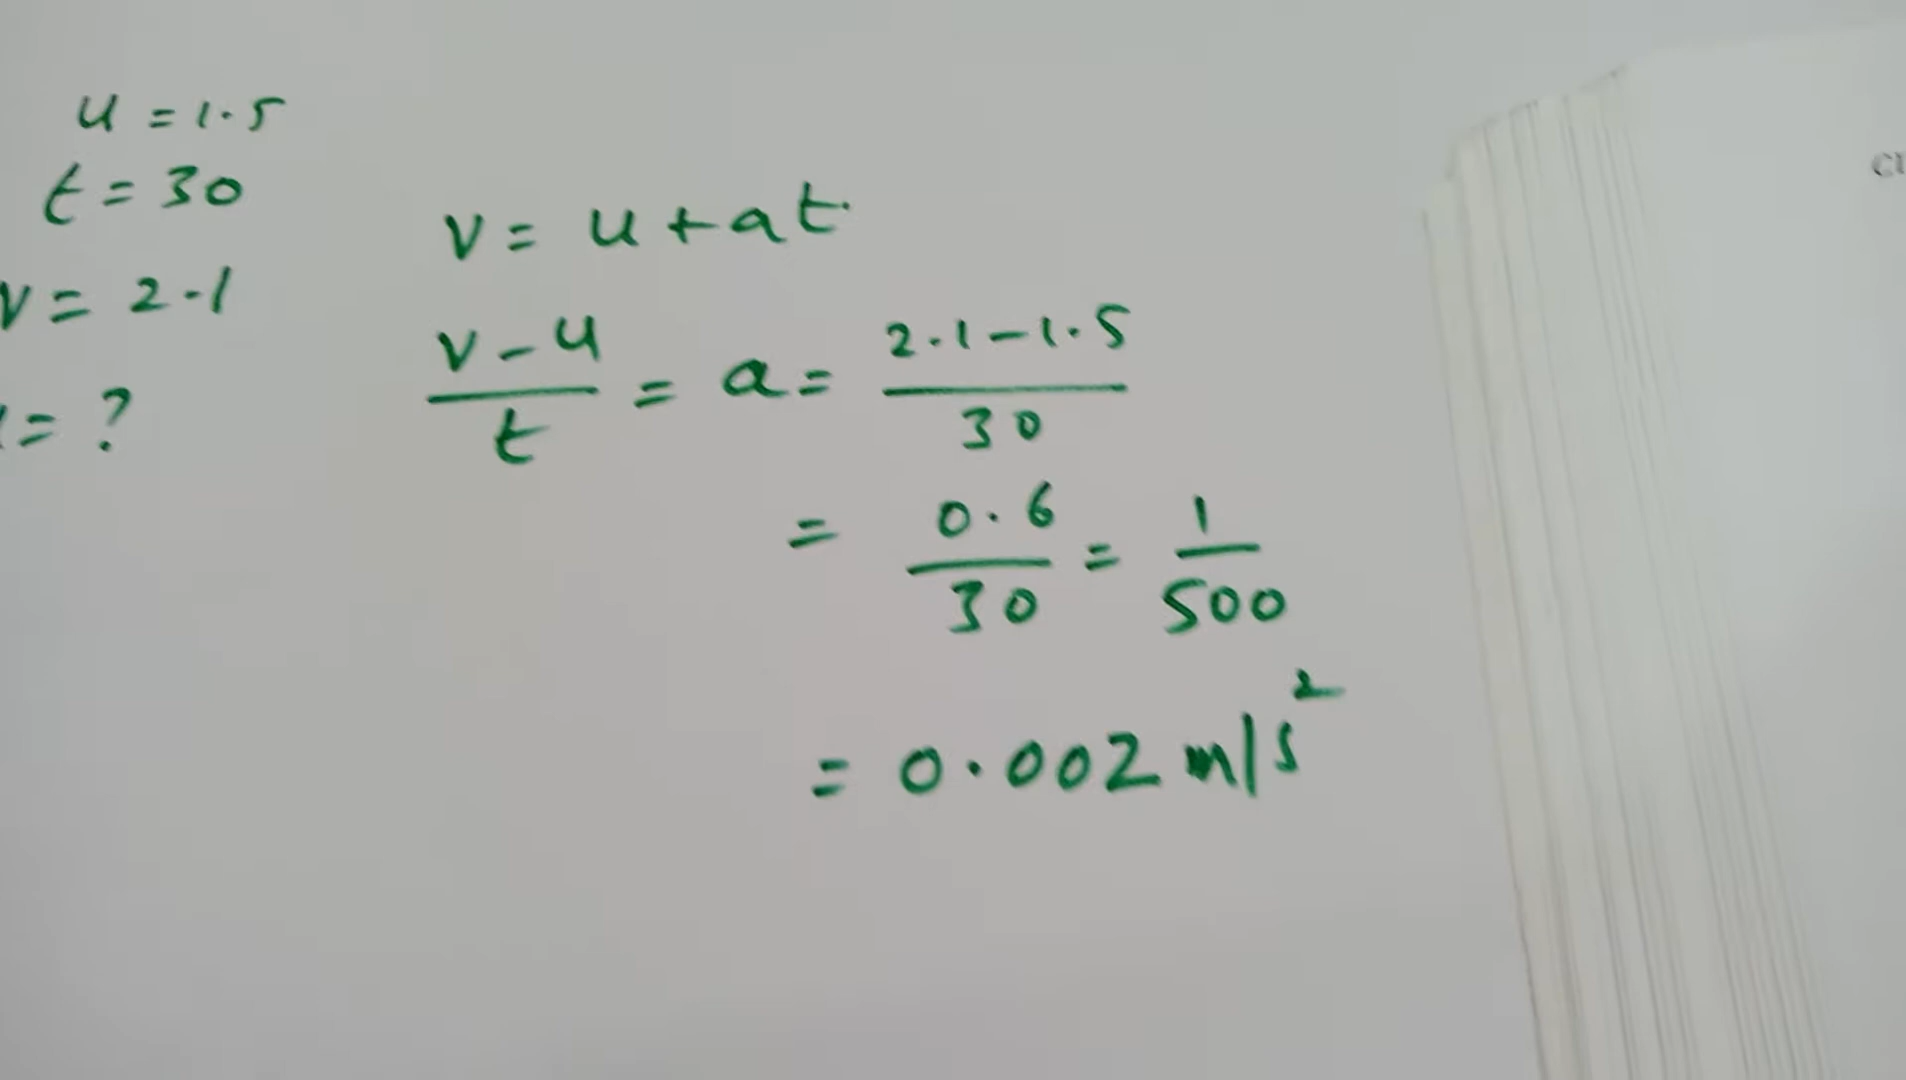 u = 1.5
t = 30
v = 2.1
= ?
v = u + at
v - u / t = a = 2.1 - 1.5 / 30
= 0.6 / 30 = 1 / 500
= 0.002 m/s²